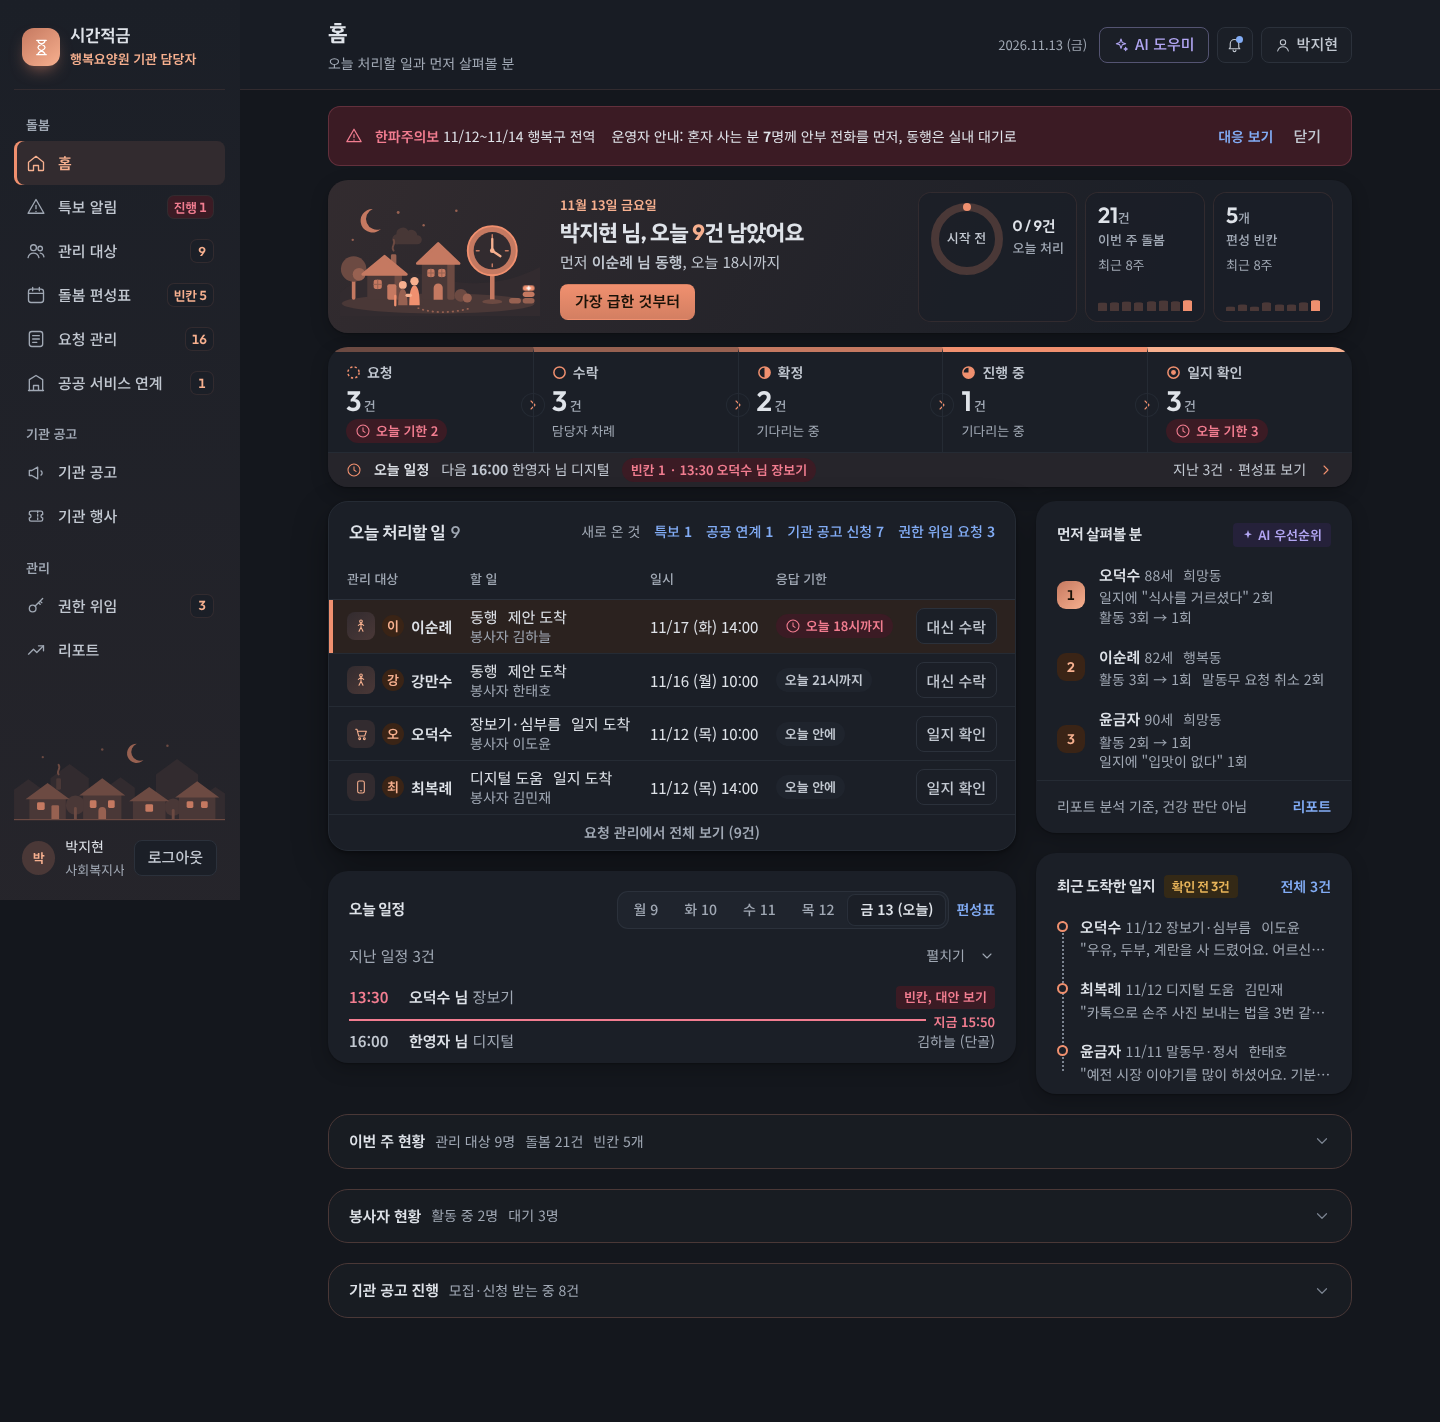 시간적금
행복요양원 기관 담당자
돌봄
홈
특보 알림 진행 1
관리 대상 9
돌봄 편성표 빈칸 5
요청 관리 16
공공 서비스 연계 1
기관 공고
기관 공고
기관 행사
관리
권한 위임 3
리포트
박 박지현
사회복지사
로그아웃
홈
오늘 처리할 일과 먼저 살펴볼 분
2026.11.13 (금) AI 도우미 박지현
한파주의보 11/12~11/14 행복구 전역 운영자 안내: 혼자 사는 분 7명께 안부 전화를 먼저, 동행은 실내 대기로 대응 보기 닫기
11월 13일 금요일
박지현 님, 오늘 9건 남았어요
먼저 이순례 님 동행, 오늘 18시까지
가장 급한 것부터
시작 전
0 / 9건
오늘 처리
21건
이번 주 돌봄
최근 8주
5개
편성 빈칸
최근 8주
요청
3건
오늘 기한 2
수락
3건
담당자 차례
확정
2건
기다리는 중
진행 중
1건
기다리는 중
일지 확인
3건
오늘 기한 3
오늘 일정 다음 16:00 한영자 님 디지털 빈칸 1 · 13:30 오덕수 님 장보기 지난 3건 · 편성표 보기
오늘 처리할 일 9 새로 온 것 특보 1 공공 연계 1 기관 공고 신청 7 권한 위임 요청 3
관리 대상 할 일 일시 응답 기한
이 이순례 동행 제안 도착 11/17 (화) 14:00 오늘 18시까지 대신 수락
봉사자 김하늘
강 강만수 동행 제안 도착 11/16 (월) 10:00 오늘 21시까지 대신 수락
봉사자 한태호
오 오덕수 장보기·심부름 일지 도착 11/12 (목) 10:00 오늘 안에 일지 확인
봉사자 이도윤
최 최복례 디지털 도움 일지 도착 11/12 (목) 14:00 오늘 안에 일지 확인
봉사자 김민재
요청 관리에서 전체 보기 (9건)
먼저 살펴볼 분 AI 우선순위
1 오덕수 88세 희망동
일지에 "식사를 거르셨다" 2회
활동 3회 → 1회
2 이순례 82세 행복동
활동 3회 → 1회 말동무 요청 취소 2회
3 윤금자 90세 희망동
활동 2회 → 1회
일지에 "입맛이 없다" 1회
리포트 분석 기준, 건강 판단 아님 리포트
오늘 일정 월 9 화 10 수 11 목 12 금 13 (오늘) 편성표
지난 일정 3건 펼치기
13:30 오덕수 님 장보기 빈칸, 대안 보기
지금 15:50
16:00 한영자 님 디지털 김하늘 (단골)
최근 도착한 일지 확인 전 3건 전체 3건
오덕수 11/12 장보기·심부름 이도윤
"우유, 두부, 계란을 사 드렸어요. 어르신…
최복례 11/12 디지털 도움 김민재
"카톡으로 손주 사진 보내는 법을 3번 같…
윤금자 11/11 말동무·정서 한태호
"예전 시장 이야기를 많이 하셨어요. 기분…
이번 주 현황 관리 대상 9명 돌봄 21건 빈칸 5개
봉사자 현황 활동 중 2명 대기 3명
기관 공고 진행 모집·신청 받는 중 8건